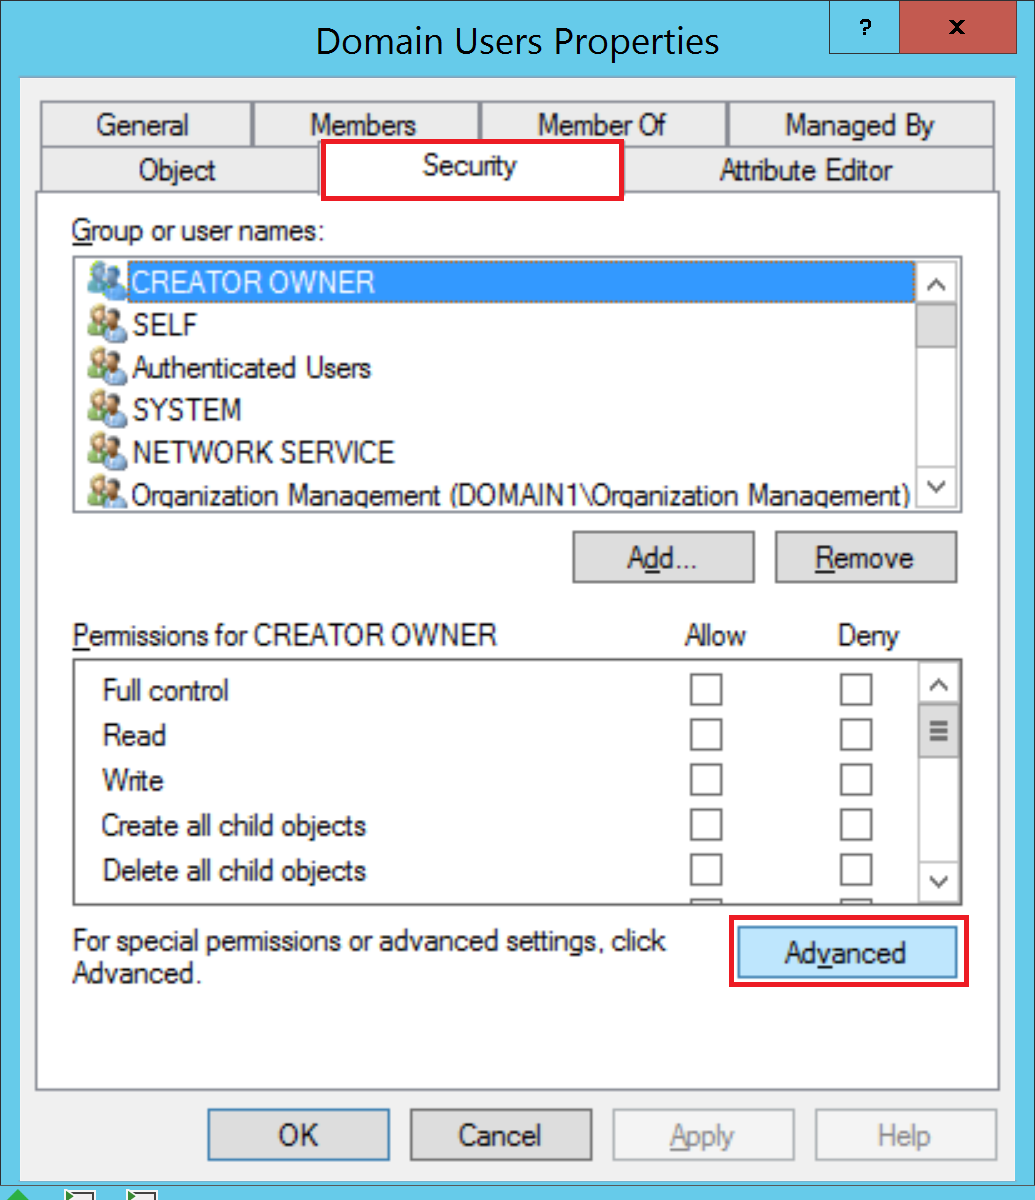 Domain Users Properties
?
x
General
Members
Member Of
Managed By
Object
Security
Attribute Editor
Group or user names:
CREATOR OWNER
SELF
Authenticated Users
SYSTEM
NETWORK SERVICE
Organization Management (DOMAIN1\Organization Management)
Add...
Remove
Permissions for CREATOR OWNER
Allow
Deny
Full control
Read
Write
Create all child objects
Delete all child objects
For special permissions or advanced settings, click
Advanced.
Advanced
OK
Cancel
Apply
Help